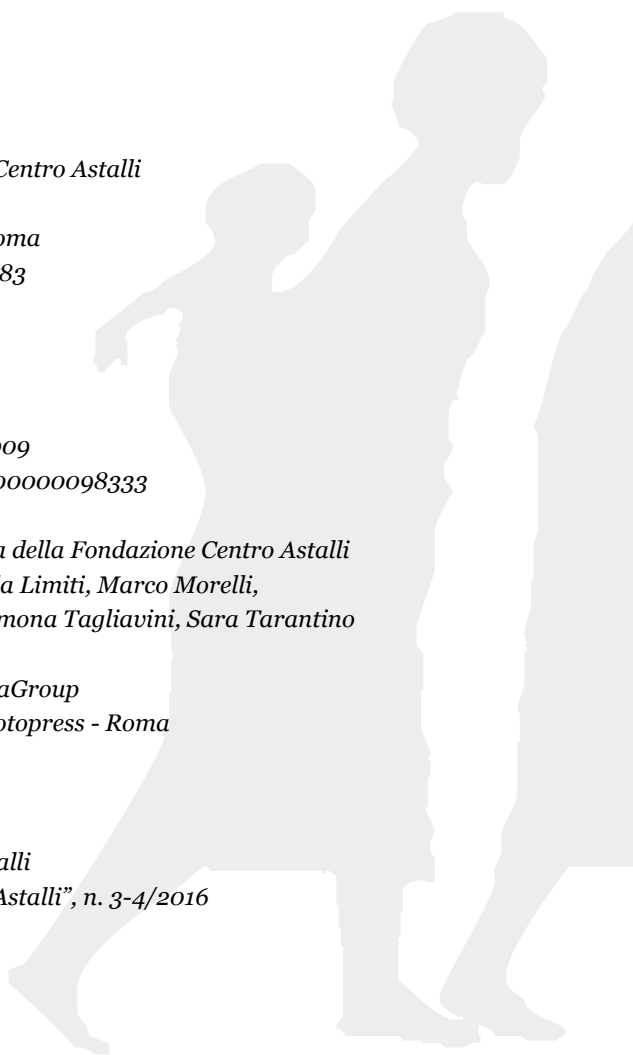 Centro Astalli
oma
83
009
00000098333
a della Fondazione Centro Astalli
la Limiti, Marco Morelli,
mona Tagliavini, Sara Tarantino
aGroup
otopress - Roma
alli
Astalli”, n. 3-4/2016